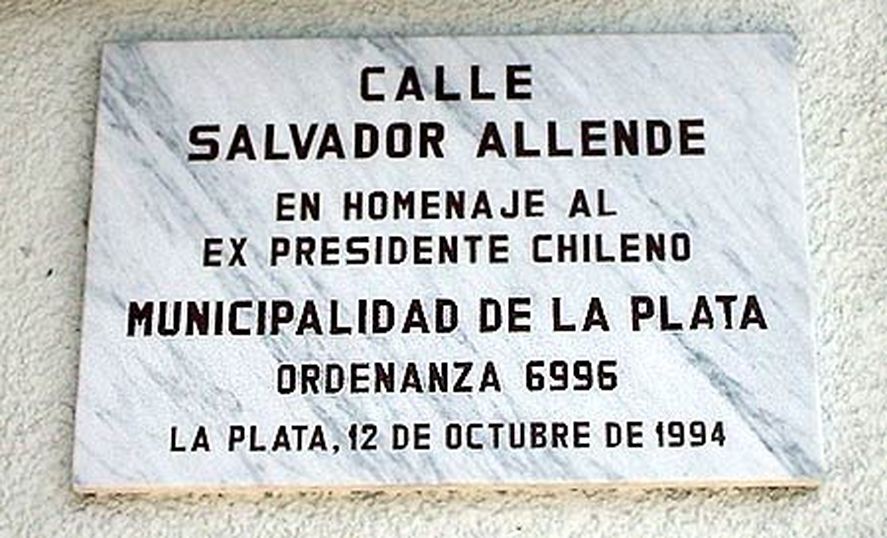 CALLE
SALVADOR ALLENDE
EN HOMENAJE AL
EX PRESIDENTE CHILENO
MUNICIPALIDAD DE LA PLATA
ORDENANZA 6996
LA PLATA, 12 DE OCTUBRE DE 1994